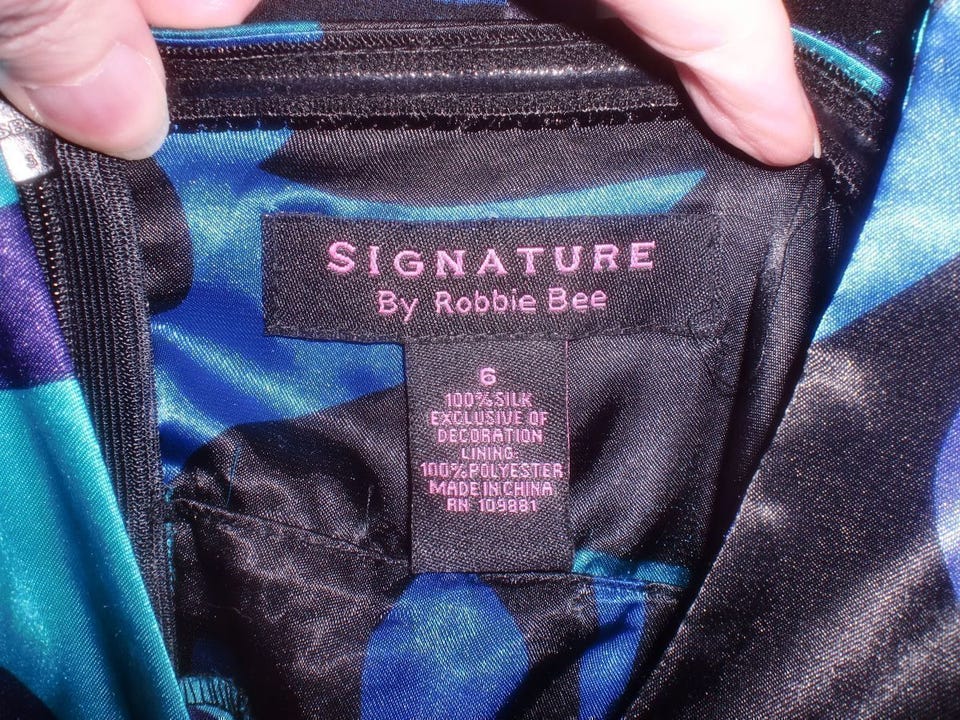 SIGNATURE
By Robbie Bee
6
100% SILK
EXCLUSIVE OF
DECORATION
LINING:
100% POLYESTER
MADE IN CHINA
RN 109881